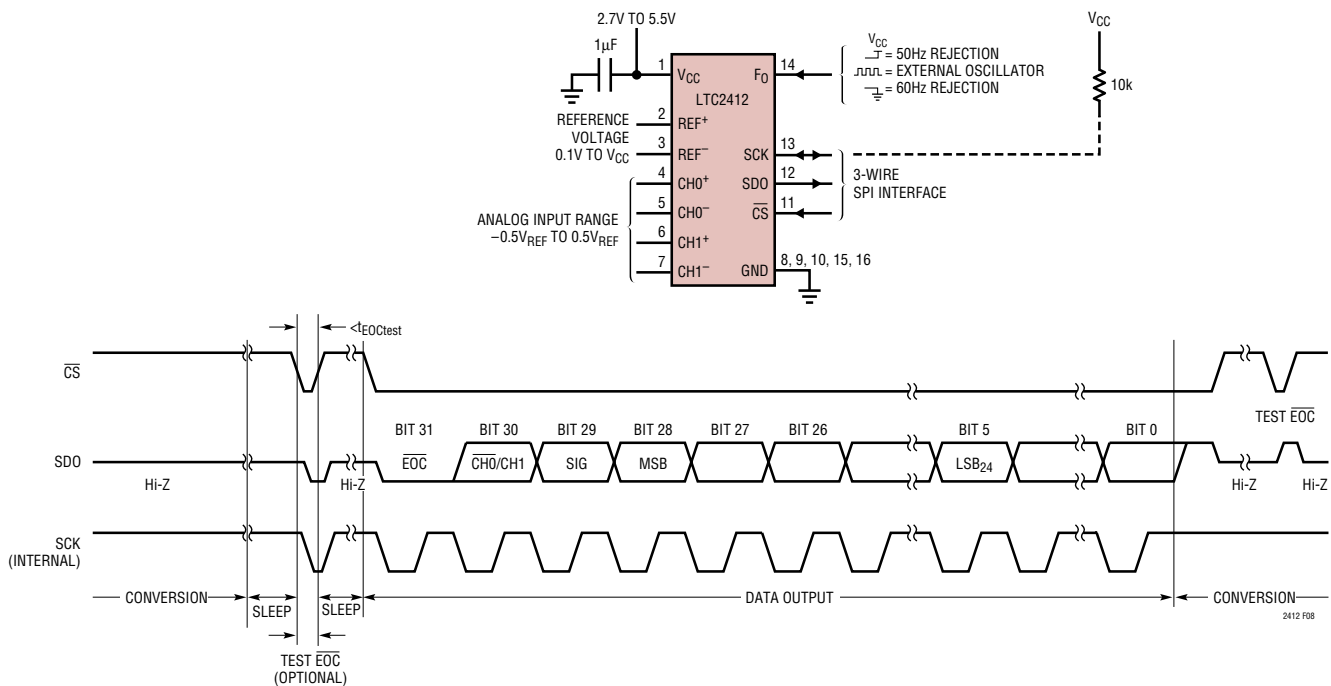 2.7V TO 5.5V
1µF
VCC
= 50Hz REJECTION
= EXTERNAL OSCILLATOR
= 60Hz REJECTION
VCC
10k
1
VCC
FO
14
LTC2412
REFERENCE
VOLTAGE
0.1V TO VCC
2
REF+
3
REF–
SCK
13
4
CH0+
SDO
12
3-WIRE
SPI INTERFACE
ANALOG INPUT RANGE
–0.5VREF TO 0.5VREF
5
CH0–
CS
11
6
CH1+
7
CH1–
GND
8, 9, 10, 15, 16
<tEOCtest
CS
TEST EOC
BIT 31 BIT 30 BIT 29 BIT 28 BIT 27 BIT 26 BIT 5 BIT 0
SDO
EOC CH0/CH1 SIG MSB LSB24
Hi-Z Hi-Z Hi-Z Hi-Z
SCK
(INTERNAL)
CONVERSION SLEEP SLEEP DATA OUTPUT CONVERSION
2412 F08
TEST EOC
(OPTIONAL)